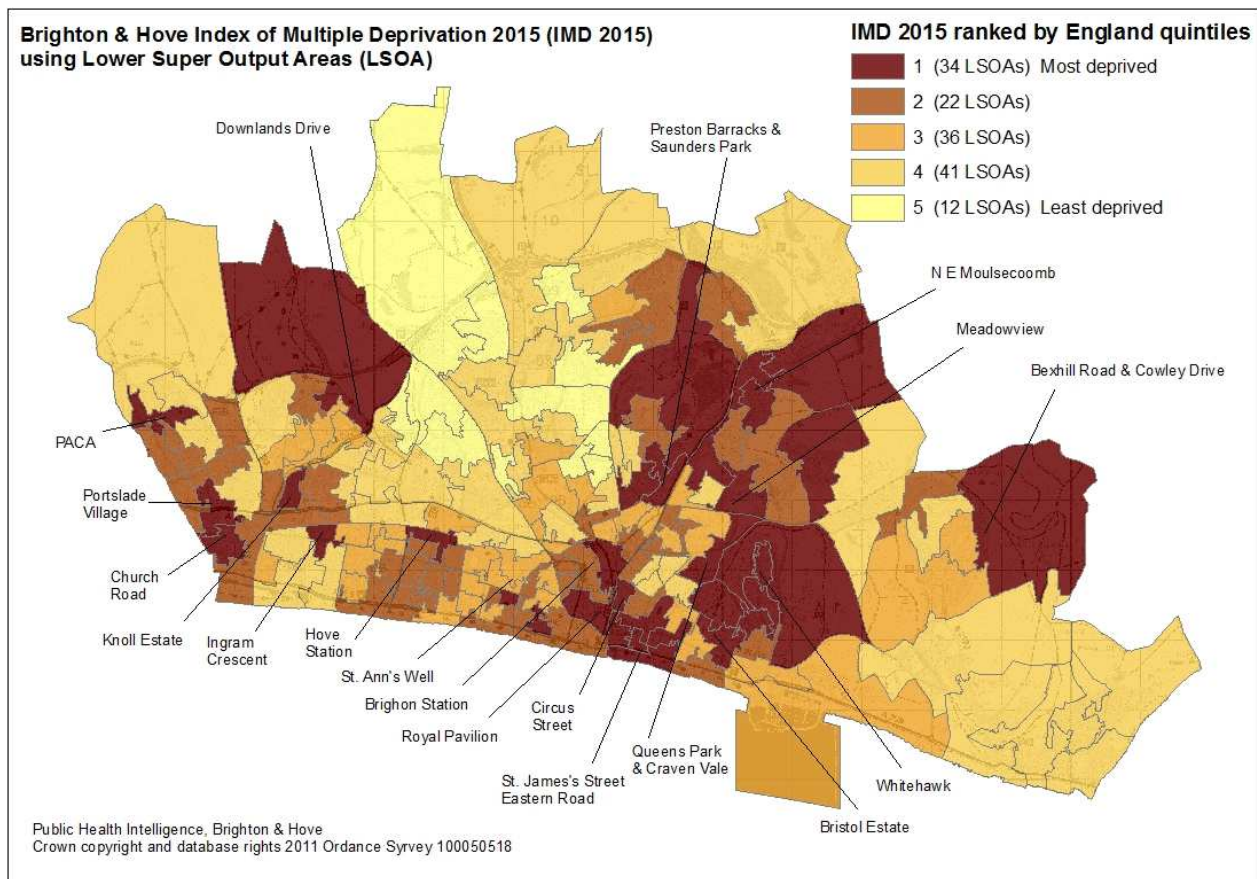 Brighton & Hove Index of Multiple Deprivation 2015 (IMD 2015)
using Lower Super Output Areas (LSOA)
IMD 2015 ranked by England quintiles
1 (34 LSOAs) Most deprived
2 (22 LSOAs)
3 (36 LSOAs)
4 (41 LSOAs)
5 (12 LSOAs) Least deprived
Downlands Drive
Preston Barracks &
Saunders Park
N E Moulsecoomb
Meadowview
Bexhill Road & Cowley Drive
PACA
Portslade
Village
Church
Road
Knoll Estate
Ingram
Crescent
Hove
Station
St. Ann's Well
Brighon Station
Royal Pavilion
Circus
Street
St. James's Street
Eastern Road
Queens Park
& Craven Vale
Whitehawk
Bristol Estate
Public Health Intelligence, Brighton & Hove
Crown copyright and database rights 2011 Ordance Syrvey 100050518